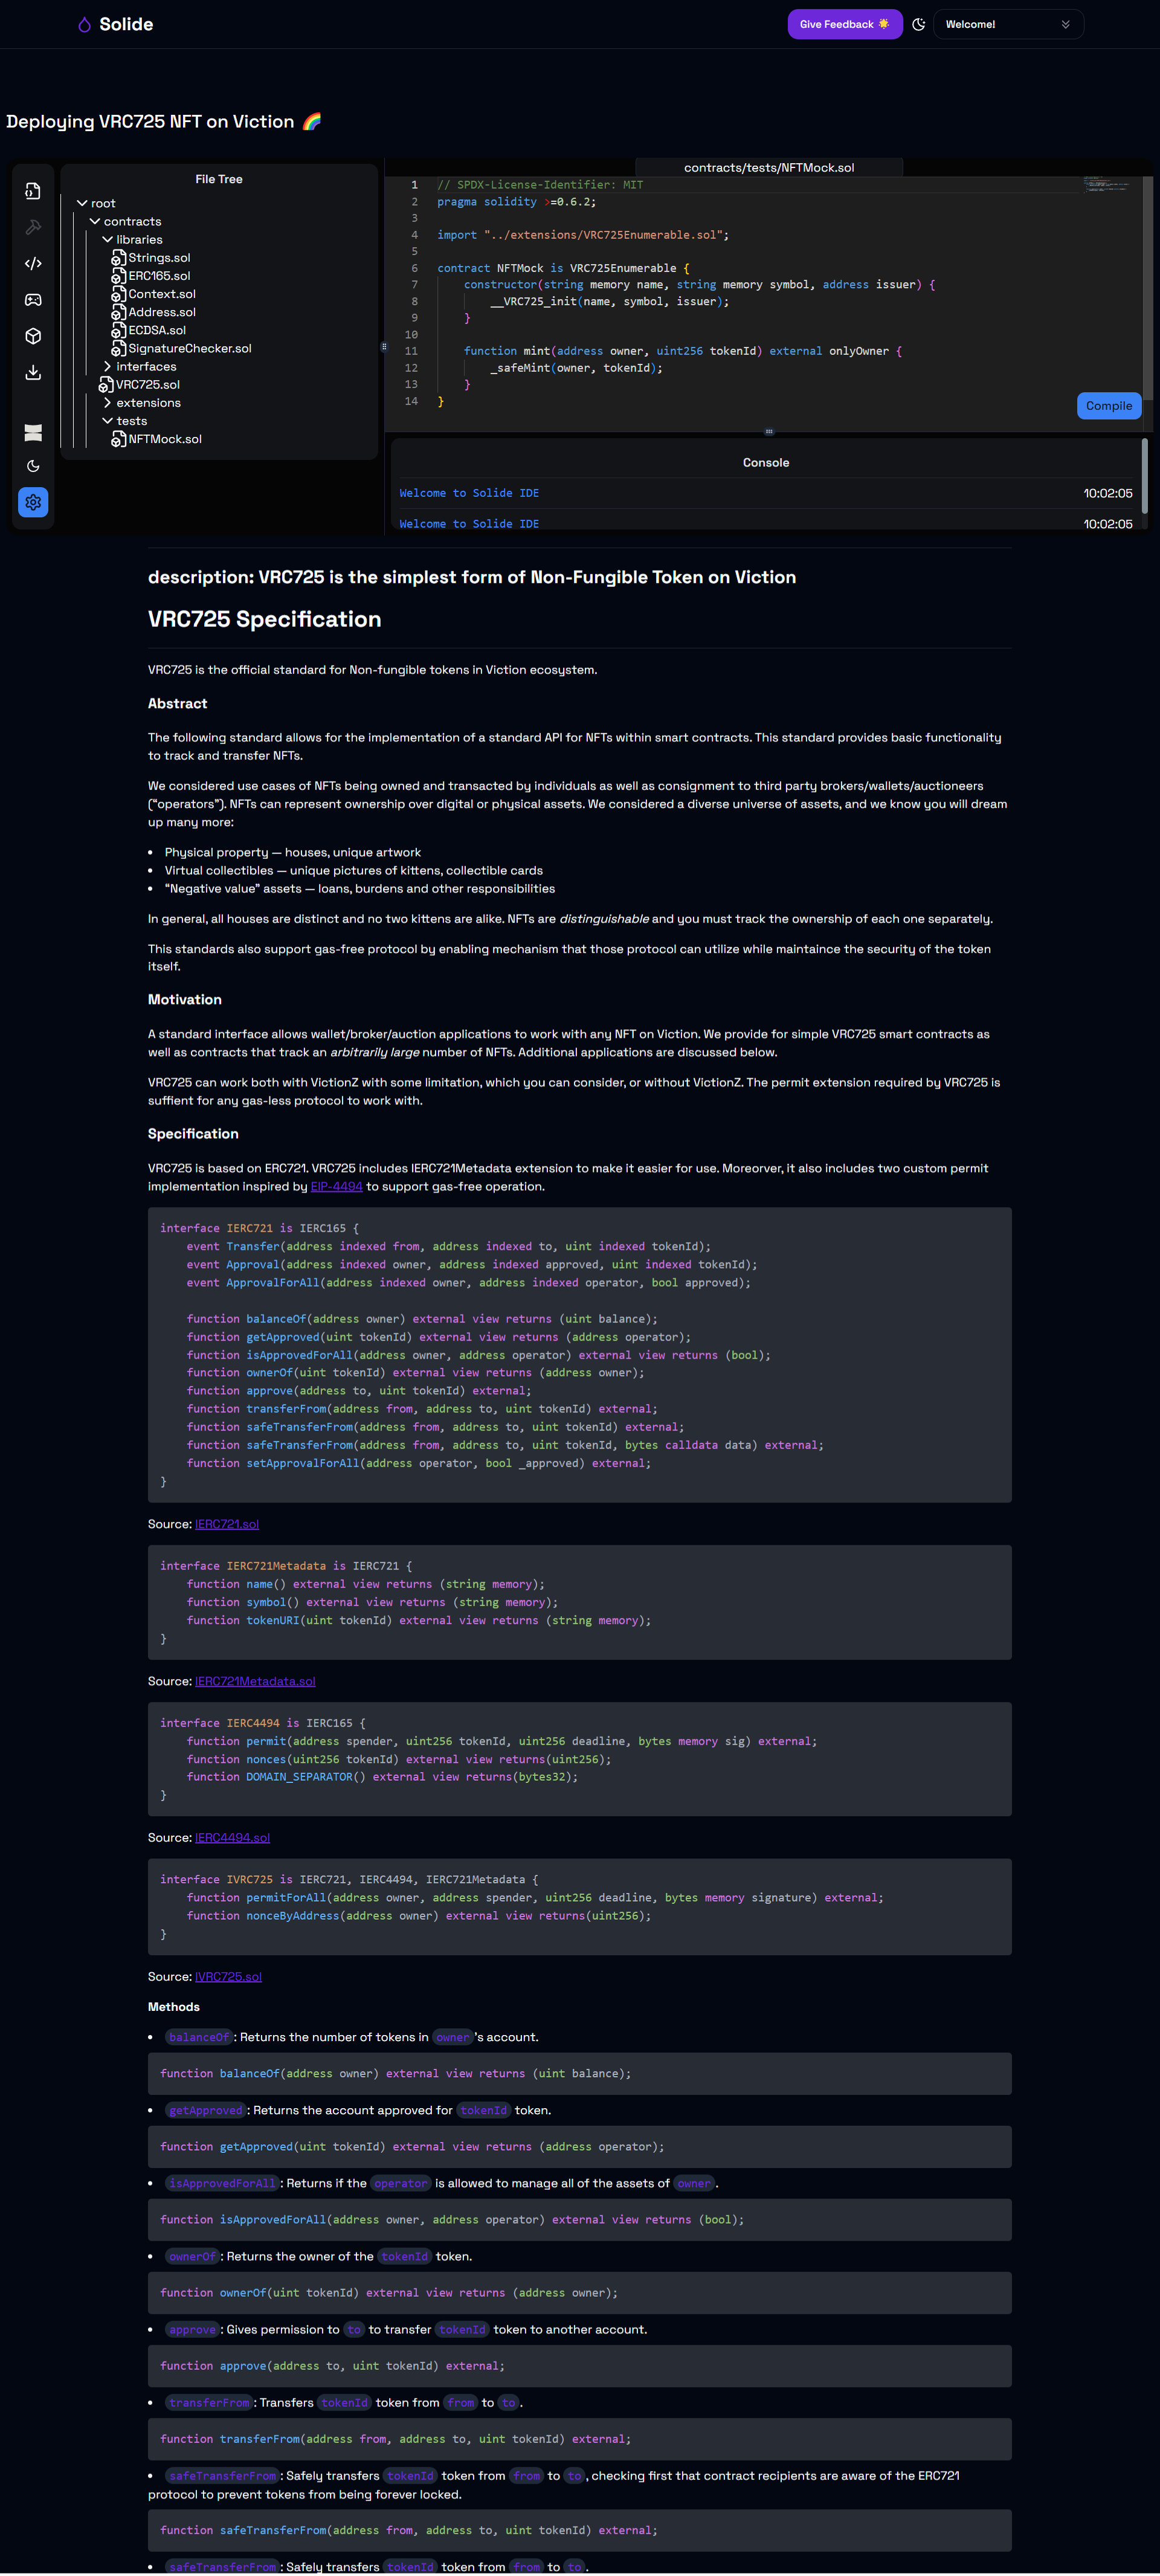 Solide
Give Feedback 🌟
Welcome!
Deploying VRC725 NFT on Viction 🌈
File Tree
root
contracts
libraries
Strings.sol
ERC165.sol
Context.sol
Address.sol
ECDSA.sol
SignatureChecker.sol
interfaces
VRC725.sol
extensions
tests
NFTMock.sol
contracts/tests/NFTMock.sol
1 // SPDX-License-Identifier: MIT
2 pragma solidity >=0.6.2;
3
4 import "../extensions/VRC725Enumerable.sol";
5
6 contract NFTMock is VRC725Enumerable {
7     constructor(string memory name, string memory symbol, address issuer) {
8         __VRC725_init(name, symbol, issuer);
9     }
10
11     function mint(address owner, uint256 tokenId) external onlyOwner {
12         _safeMint(owner, tokenId);
13     }
14 }
Compile
Console
Welcome to Solide IDE 10:02:05
Welcome to Solide IDE 10:02:05
description: VRC725 is the simplest form of Non-Fungible Token on Viction
VRC725 Specification
VRC725 is the official standard for Non-fungible tokens in Viction ecosystem.
Abstract
The following standard allows for the implementation of a standard API for NFTs within smart contracts. This standard provides basic functionality
to track and transfer NFTs.
We considered use cases of NFTs being owned and transacted by individuals as well as consignment to third party brokers/wallets/auctioneers
(“operators”). NFTs can represent ownership over digital or physical assets. We considered a diverse universe of assets, and we know you will dream
up many more:
• Physical property — houses, unique artwork
• Virtual collectibles — unique pictures of kittens, collectible cards
• “Negative value” assets — loans, burdens and other responsibilities
In general, all houses are distinct and no two kittens are alike. NFTs are distinguishable and you must track the ownership of each one separately.
This standards also support gas-free protocol by enabling mechanism that those protocol can utilize while maintaince the security of the token
itself.
Motivation
A standard interface allows wallet/broker/auction applications to work with any NFT on Viction. We provide for simple VRC725 smart contracts as
well as contracts that track an arbitrarily large number of NFTs. Additional applications are discussed below.
VRC725 can work both with VictionZ with some limitation, which you can consider, or without VictionZ. The permit extension required by VRC725 is
suffient for any gas-less protocol to work with.
Specification
VRC725 is based on ERC721. VRC725 includes IERC721Metadata extension to make it easier for use. Moreorver, it also includes two custom permit
implementation inspired by EIP-4494 to support gas-free operation.
interface IERC721 is IERC165 {
    event Transfer(address indexed from, address indexed to, uint indexed tokenId);
    event Approval(address indexed owner, address indexed approved, uint indexed tokenId);
    event ApprovalForAll(address indexed owner, address indexed operator, bool approved);
    function balanceOf(address owner) external view returns (uint balance);
    function getApproved(uint tokenId) external view returns (address operator);
    function isApprovedForAll(address owner, address operator) external view returns (bool);
    function ownerOf(uint tokenId) external view returns (address owner);
    function approve(address to, uint tokenId) external;
    function transferFrom(address from, address to, uint tokenId) external;
    function safeTransferFrom(address from, address to, uint tokenId) external;
    function safeTransferFrom(address from, address to, uint tokenId, bytes calldata data) external;
    function setApprovalForAll(address operator, bool _approved) external;
}
Source: IERC721.sol
interface IERC721Metadata is IERC721 {
    function name() external view returns (string memory);
    function symbol() external view returns (string memory);
    function tokenURI(uint tokenId) external view returns (string memory);
}
Source: IERC721Metadata.sol
interface IERC4494 is IERC165 {
    function permit(address spender, uint256 tokenId, uint256 deadline, bytes memory sig) external;
    function nonces(uint256 tokenId) external view returns(uint256);
    function DOMAIN_SEPARATOR() external view returns(bytes32);
}
Source: IERC4494.sol
interface IVRC725 is IERC721, IERC4494, IERC721Metadata {
    function permitForAll(address owner, address spender, uint256 deadline, bytes memory signature) external;
    function nonceByAddress(address owner) external view returns(uint256);
}
Source: IVRC725.sol
Methods
• balanceOf: Returns the number of tokens in owner's account.
function balanceOf(address owner) external view returns (uint balance);
• getApproved: Returns the account approved for tokenId token.
function getApproved(uint tokenId) external view returns (address operator);
• isApprovedForAll: Returns if the operator is allowed to manage all of the assets of owner.
function isApprovedForAll(address owner, address operator) external view returns (bool);
• ownerOf: Returns the owner of the tokenId token.
function ownerOf(uint tokenId) external view returns (address owner);
• approve: Gives permission to to to transfer tokenId token to another account.
function approve(address to, uint tokenId) external;
• transferFrom: Transfers tokenId token from from to to.
function transferFrom(address from, address to, uint tokenId) external;
• safeTransferFrom: Safely transfers tokenId token from from to to, checking first that contract recipients are aware of the ERC721
protocol to prevent tokens from being forever locked.
function safeTransferFrom(address from, address to, uint tokenId) external;
• safeTransferFrom: Safely transfers tokenId token from from to to.